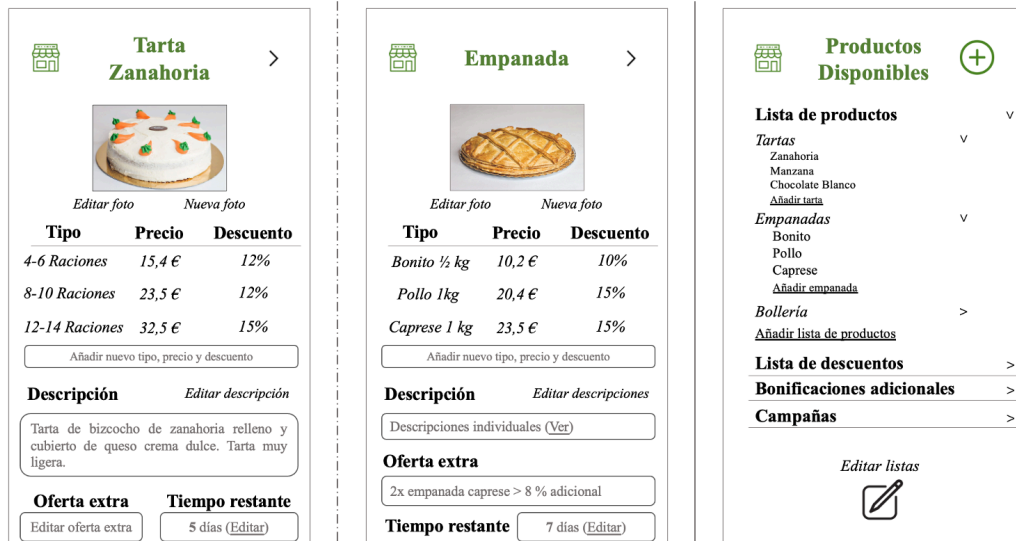 Tarta
Zanahoria
>
Editar foto Nueva foto
Tipo Precio Descuento
4-6 Raciones 15,4 € 12%
8-10 Raciones 23,5 € 12%
12-14 Raciones 32,5 € 15%
Añadir nuevo tipo, precio y descuento
Descripción Editar descripción
Tarta de bizcocho de zanahoria relleno y
cubierto de queso crema dulce. Tarta muy
ligera.
Oferta extra Tiempo restante
Editar oferta extra 5 días (Editar)
Empanada
>
Editar foto Nueva foto
Tipo Precio Descuento
Bonito ½ kg 10,2 € 10%
Pollo 1kg 20,4 € 15%
Caprese 1 kg 23,5 € 15%
Añadir nuevo tipo, precio y descuento
Descripción Editar descripciones
Descripciones individuales (Ver)
Oferta extra
2x empanada caprese > 8 % adicional
Tiempo restante 7 días (Editar)
Productos
Disponibles
Lista de productos >
Tartas >
Zanahoria
Manzana
Chocolate Blanco
Añadir tarta
Empanadas >
Bonito
Pollo
Caprese
Añadir empanada
Bollería >
Añadir lista de productos
Lista de descuentos >
Bonificaciones adicionales >
Campañas >
Editar listas